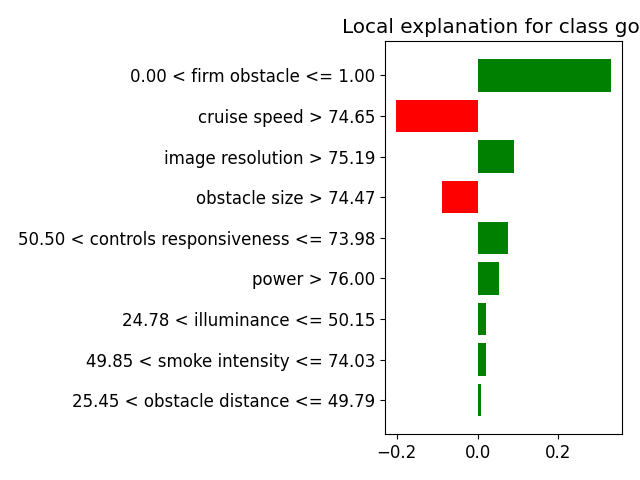 Local explanation for class go
0.00 < firm obstacle <= 1.00
cruise speed > 74.65
image resolution > 75.19
obstacle size > 74.47
50.50 < controls responsiveness <= 73.98
power > 76.00
24.78 < illuminance <= 50.15
49.85 < smoke intensity <= 74.03
25.45 < obstacle distance <= 49.79
−0.2 0.0 0.2